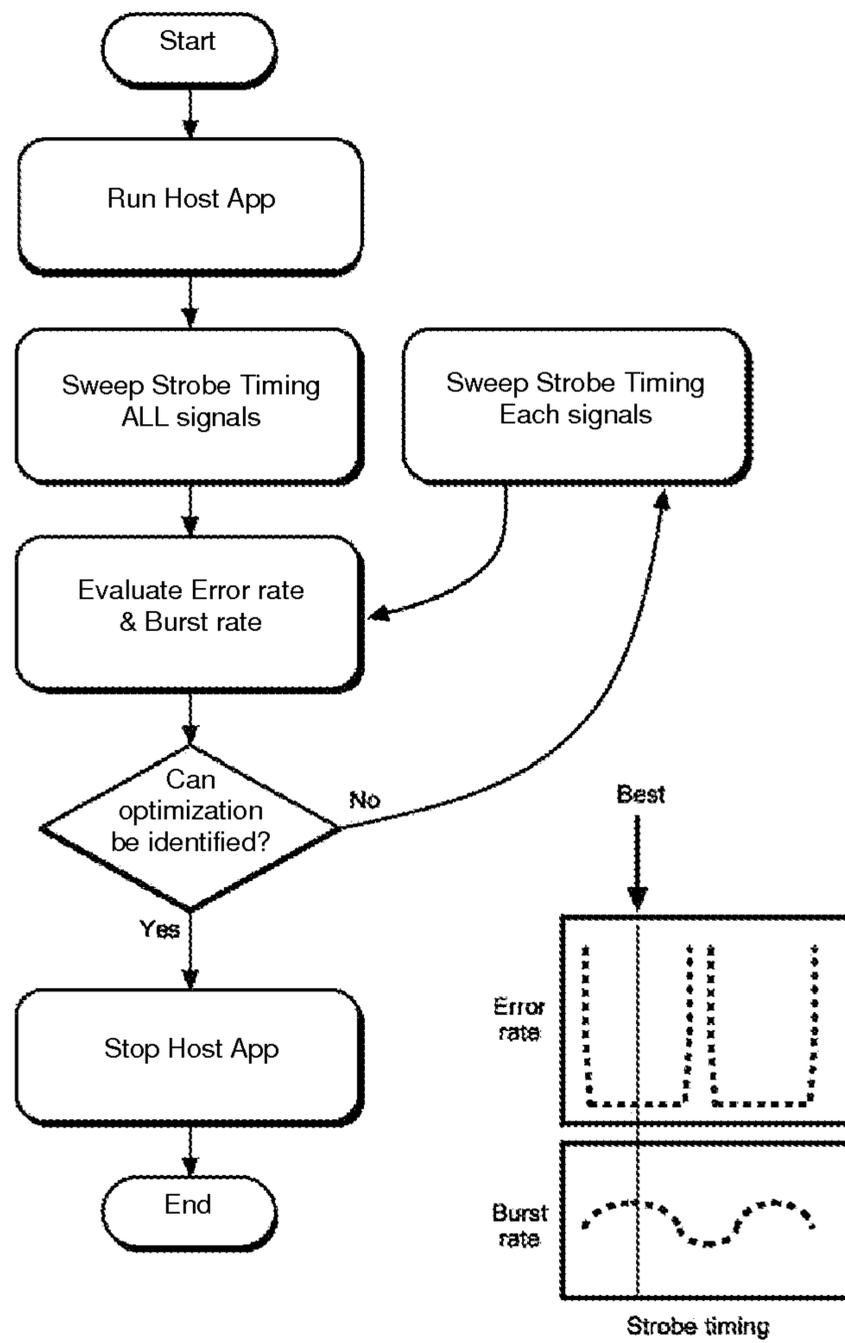 Start
Run Host App
Sweep Strobe Timing
ALL signals
Sweep Strobe Timing
Each signals
Evaluate Error rate
& Burst rate
Can
optimization
be identified?
No
Yes
Stop Host App
End
Best
Error
rate
Burst
rate
Strobe timing